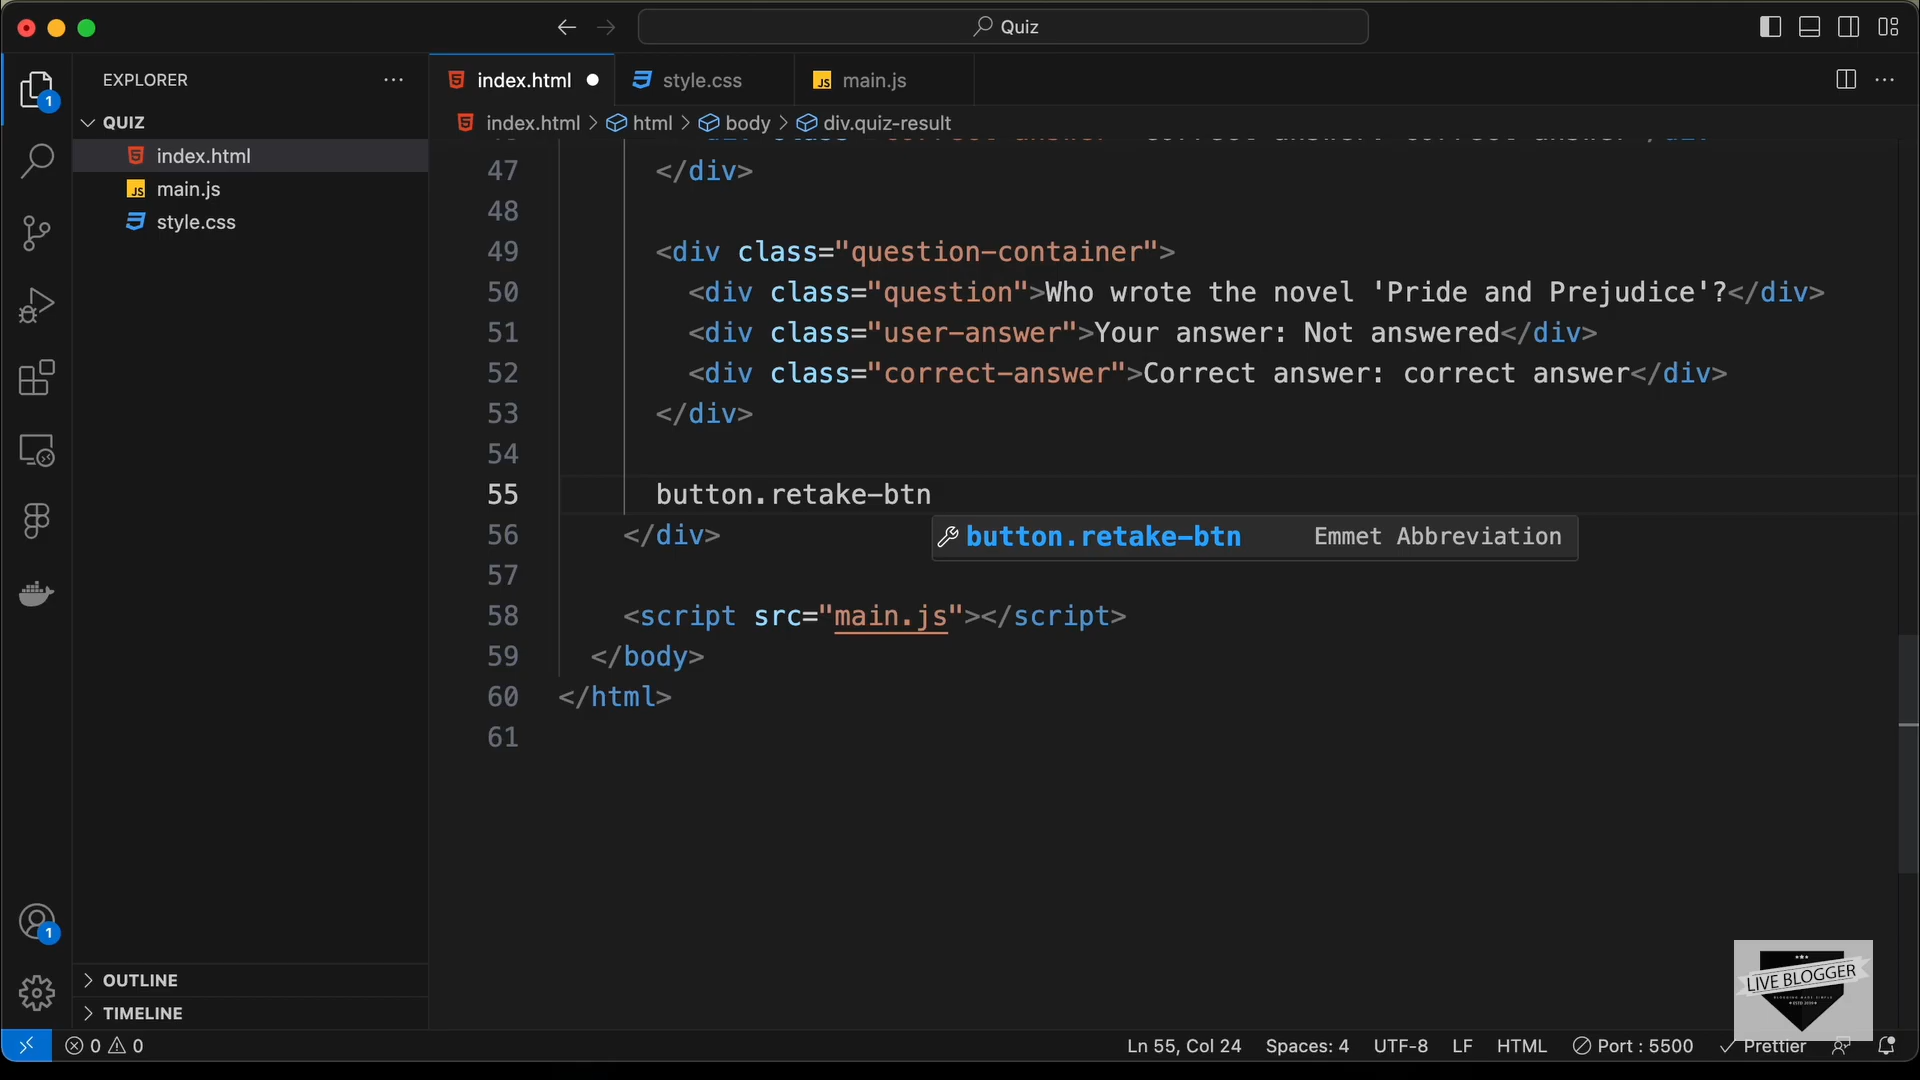 Quiz
EXPLORER
index.html
style.css
main.js
1
QUIZ
index.html > html > body > div.quiz-result
index.html
main.js
style.css
47 </div>
48
49 <div class="question-container">
50 <div class="question">Who wrote the novel 'Pride and Prejudice'?</div>
51 <div class="user-answer">Your answer: Not answered</div>
52 <div class="correct-answer">Correct answer: correct answer</div>
53 </div>
54
55 button.retake-btn
56 </div>
button.retake-btn Emmet Abbreviation
57
58 <script src="main.js"></script>
59 </body>
60 </html>
61
1
OUTLINE
TIMELINE
LIVE BLOGGER
0 0
Ln 55, Col 24 Spaces: 4 UTF-8 LF HTML Port : 5500 Prettier